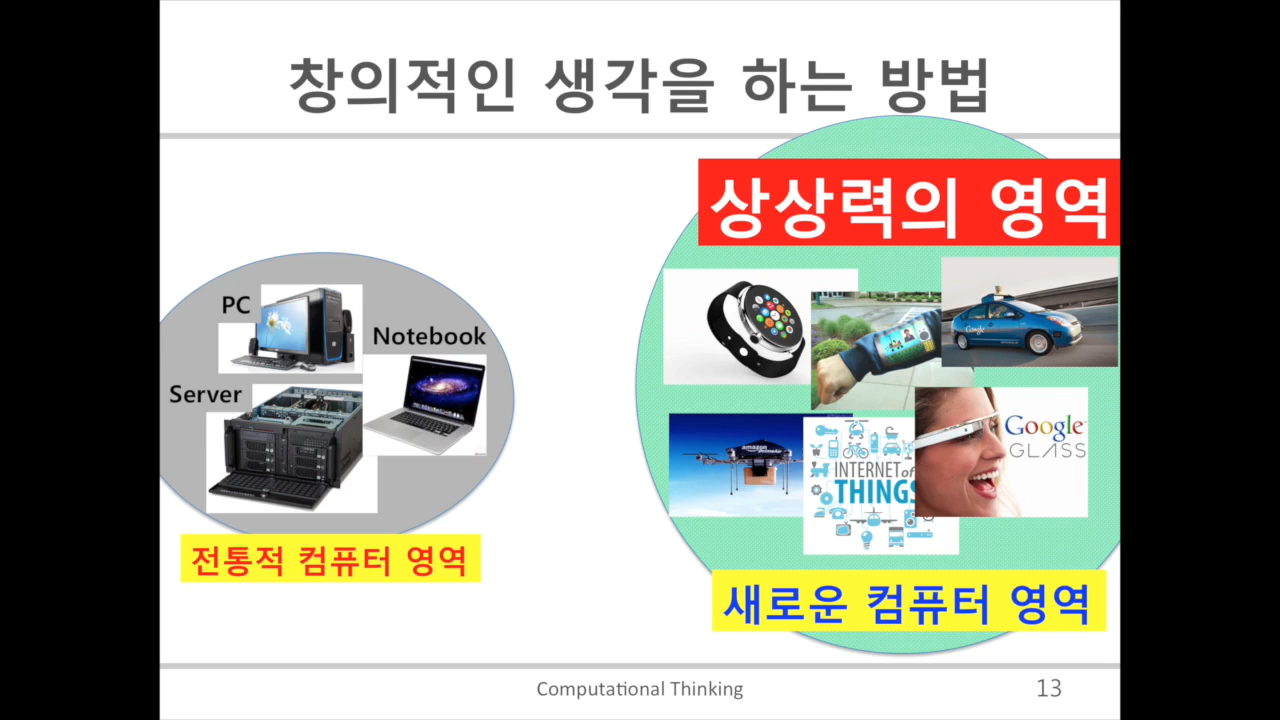 창의적인 생각을 하는 방법
상상력의 영역
PC
Notebook
Server
전통적 컴퓨터 영역
Google
amazon
INTERNET of
THINGS
Google
GLASS
새로운 컴퓨터 영역
Computational Thinking
13